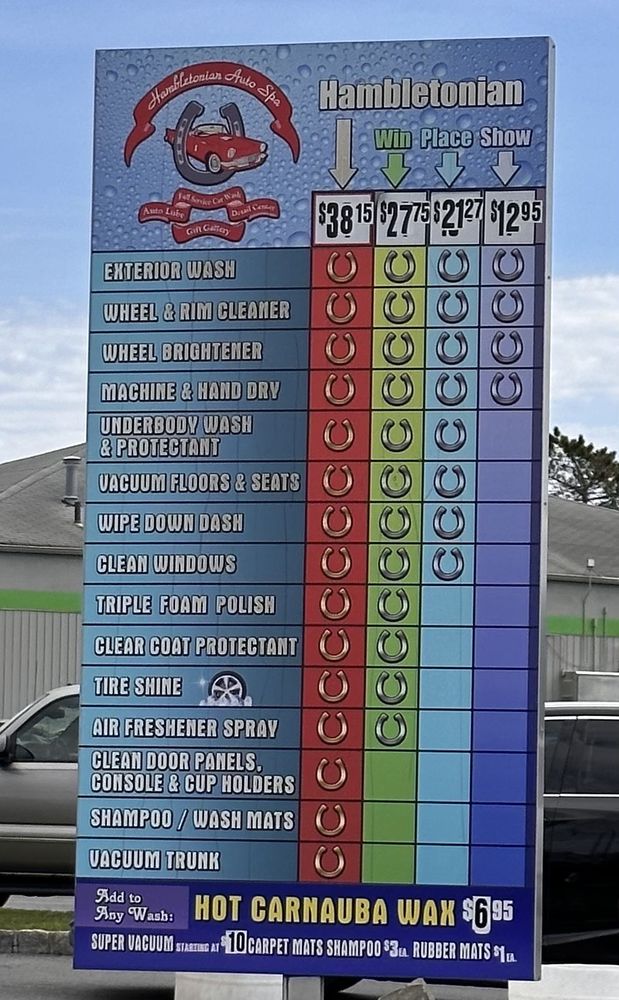 Hambletonian Auto Spa
Full Service Car Wash
Auto Lube
Detail Center
Gift Gallery
Hambletonian
Win Place Show
$38 15 $27 75 $21 27 $12 95
EXTERIOR WASH
WHEEL & RIM CLEANER
WHEEL BRIGHTENER
MACHINE & HAND DRY
UNDERBODY WASH
& PROTECTANT
VACUUM FLOORS & SEATS
WIPE DOWN DASH
CLEAN WINDOWS
TRIPLE FOAM POLISH
CLEAR COAT PROTECTANT
TIRE SHINE
AIR FRESHENER SPRAY
CLEAN DOOR PANELS,
CONSOLE & CUP HOLDERS
SHAMPOO / WASH MATS
VACUUM TRUNK
Add to
Any Wash:
HOT CARNAUBA WAX $6 95
SUPER VACUUM STARTING AT $10 CARPET MATS SHAMPOO $3 EA. RUBBER MATS $1 EA.